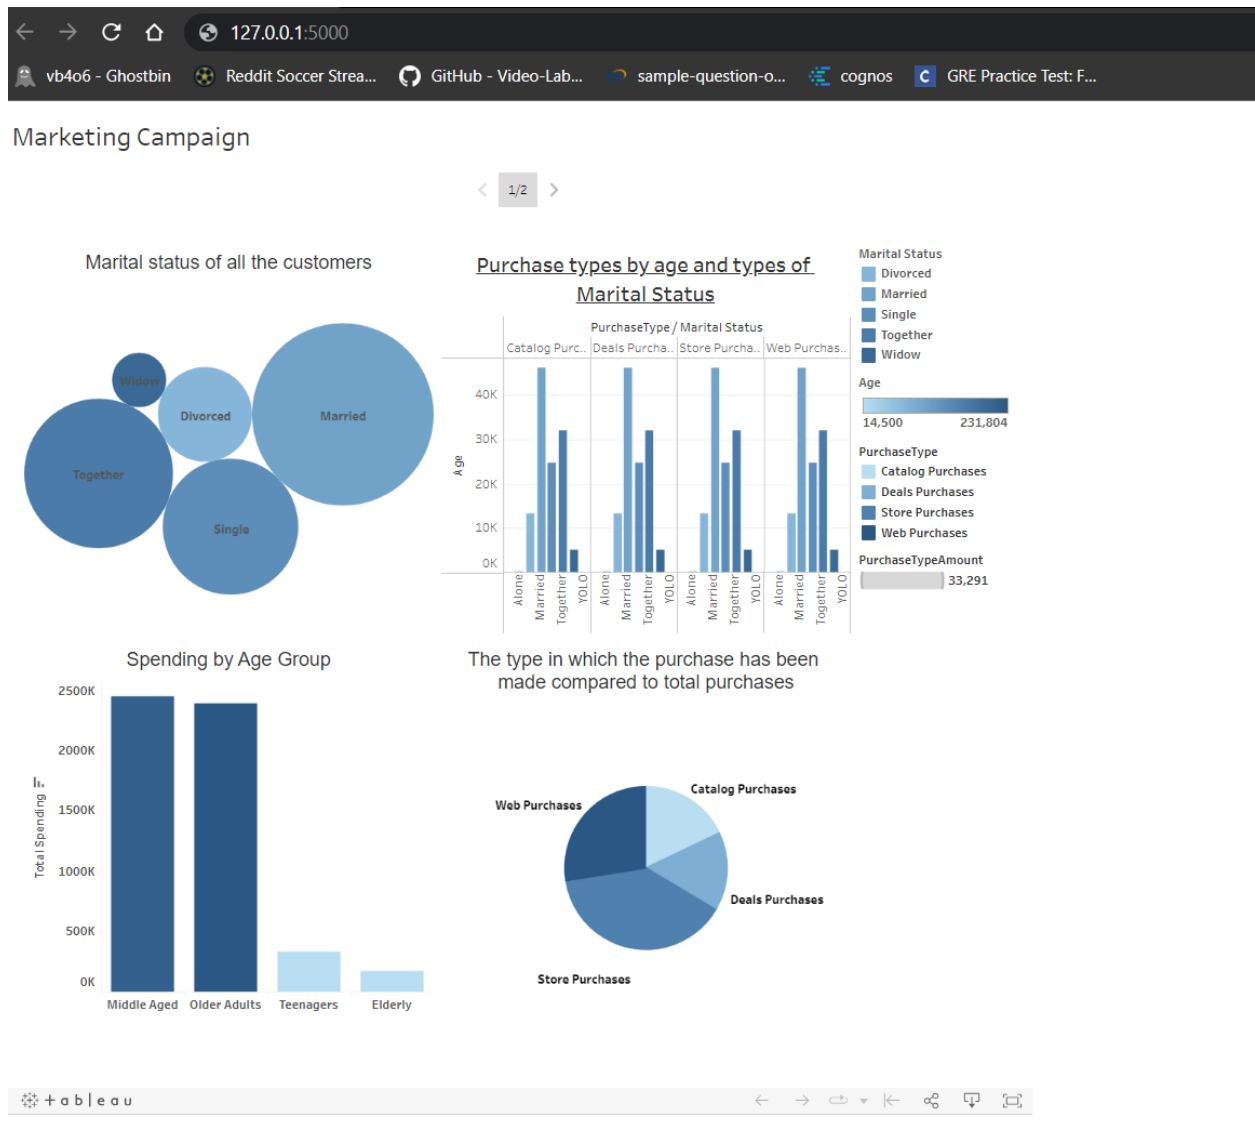 127.0.0.1:5000
vb4o6 - Ghostbin
Reddit Soccer Strea...
GitHub - Video-Lab...
sample-question-o...
cognos
C
GRE Practice Test: F...
Marketing Campaign
1/2
Marital status of all the customers
Widow
Divorced
Married
Together
Single
Purchase types by age and types of
Marital Status
PurchaseType / Marital Status
Catalog Purc..
Deals Purcha..
Store Purcha..
Web Purchas..
Age
40K
30K
20K
10K
0K
Alone
Married
Together
YOLO
Alone
Married
Together
YOLO
Alone
Married
Together
YOLO
Alone
Married
Together
YOLO
Marital Status
Divorced
Married
Single
Together
Widow
Age
14,500
231,804
PurchaseType
Catalog Purchases
Deals Purchases
Store Purchases
Web Purchases
PurchaseTypeAmount
33,291
Spending by Age Group
Total Spending
2500K
2000K
1500K
1000K
500K
0K
Middle Aged
Older Adults
Teenagers
Elderly
The type in which the purchase has been
made compared to total purchases
Web Purchases
Catalog Purchases
Deals Purchases
Store Purchases
+ableau